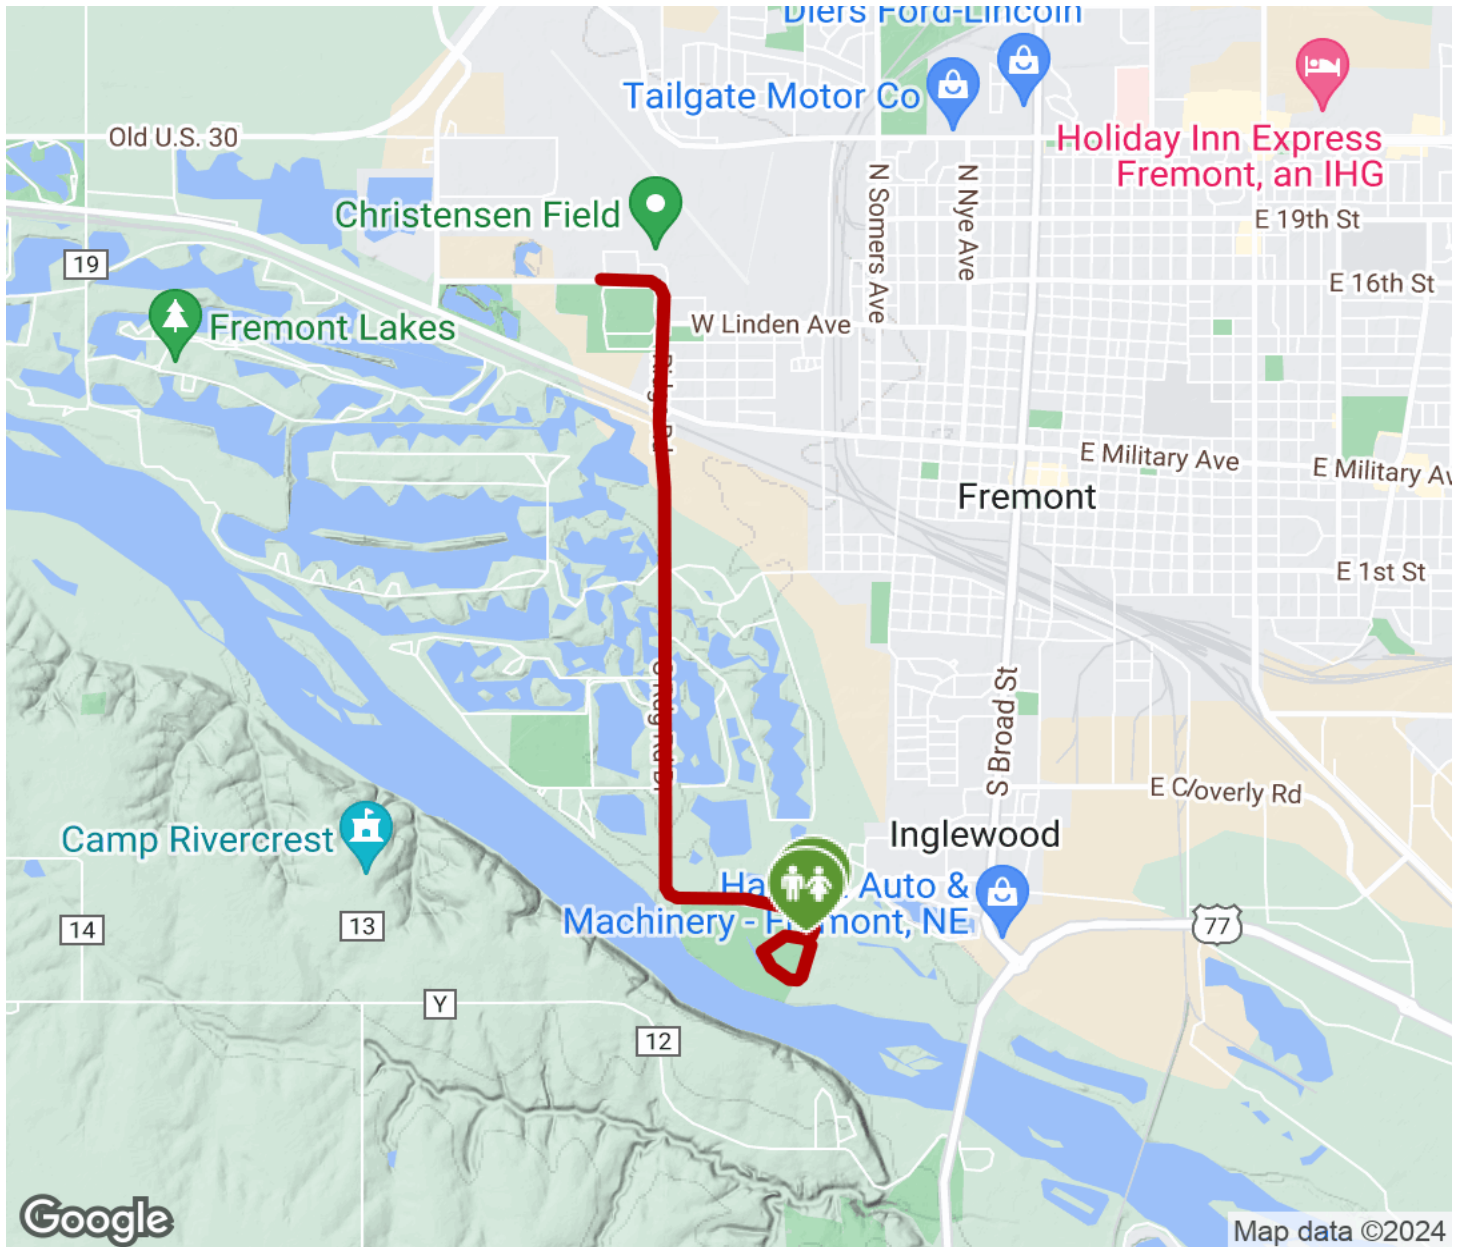 Diers Ford-Lincoln
Tailgate Motor Co
Old U.S. 30
Holiday Inn Express
Fremont, an IHG
N Somers Ave
N Nye Ave
Christensen Field
E 19th St
19
E 16th St
Fremont Lakes
W Linden Ave
E Military Ave
E Military Av
Fremont
E 1st St
S Broad St
E Cloverly Rd
Camp Rivercrest
Inglewood
Auto &
Machinery - Fremont, NE
14
13
77
Y
12
Google
Map data ©2024